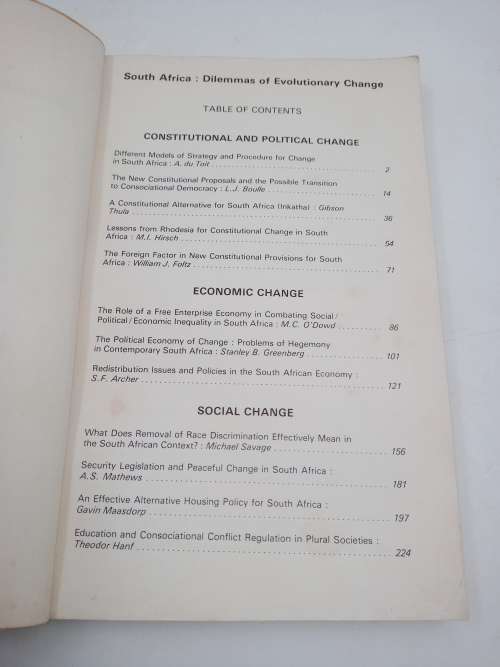 South Africa : Dilemmas of Evolutionary Change
TABLE OF CONTENTS
CONSTITUTIONAL AND POLITICAL CHANGE
Different Models of Strategy and Procedure for Change
in South Africa : A. du Toit . . . . . . . . . . . . . . . . . . . . 2
The New Constitutional Proposals and the Possible Transition
to Consociational Democracy : L.J. Boulle . . . . . . . . . . . . . . . . . . . . 14
A Constitutional Alternative for South Africa (Inkatha) : Gibson
Thula . . . . . . . . . . . . . . . . . . . . 36
Lessons from Rhodesia for Constitutional Change in South
Africa : M.I. Hirsch . . . . . . . . . . . . . . . . . . . . 54
The Foreign Factor in New Constitutional Provisions for South
Africa : William J. Foltz . . . . . . . . . . . . . . . . . . . . 71
ECONOMIC CHANGE
The Role of a Free Enterprise Economy in Combating Social/
Political/Economic Inequality in South Africa : M.C. O'Dowd . . . . . . . . . . 86
The Political Economy of Change : Problems of Hegemony
in Contemporary South Africa : Stanley B. Greenberg . . . . . . . . . . . . . . 101
Redistribution Issues and Policies in the South African Economy :
S.F. Archer . . . . . . . . . . . . . . . . . . . . 121
SOCIAL CHANGE
What Does Removal of Race Discrimination Effectively Mean in
the South African Context? : Michael Savage . . . . . . . . . . . . . . . . . . . . 156
Security Legislation and Peaceful Change in South Africa :
A.S. Mathews . . . . . . . . . . . . . . . . . . . . 181
An Effective Alternative Housing Policy for South Africa :
Gavin Maasdorp . . . . . . . . . . . . . . . . . . . . 197
Education and Consociational Conflict Regulation in Plural Societies :
Theodor Hanf . . . . . . . . . . . . . . . . . . . . 224